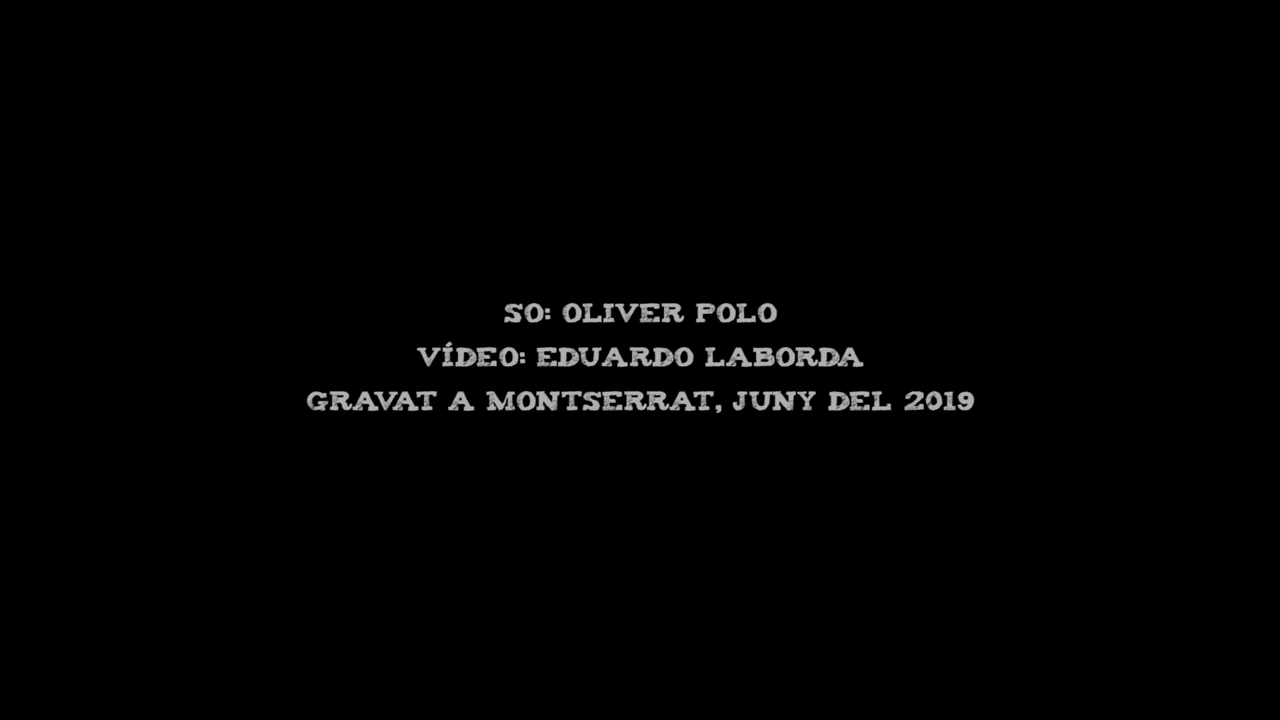 SO: OLIVER POLO
VÍDEO: EDUARDO LABORDA
GRAVAT A MONTSERRAT, JUNY DEL 2019